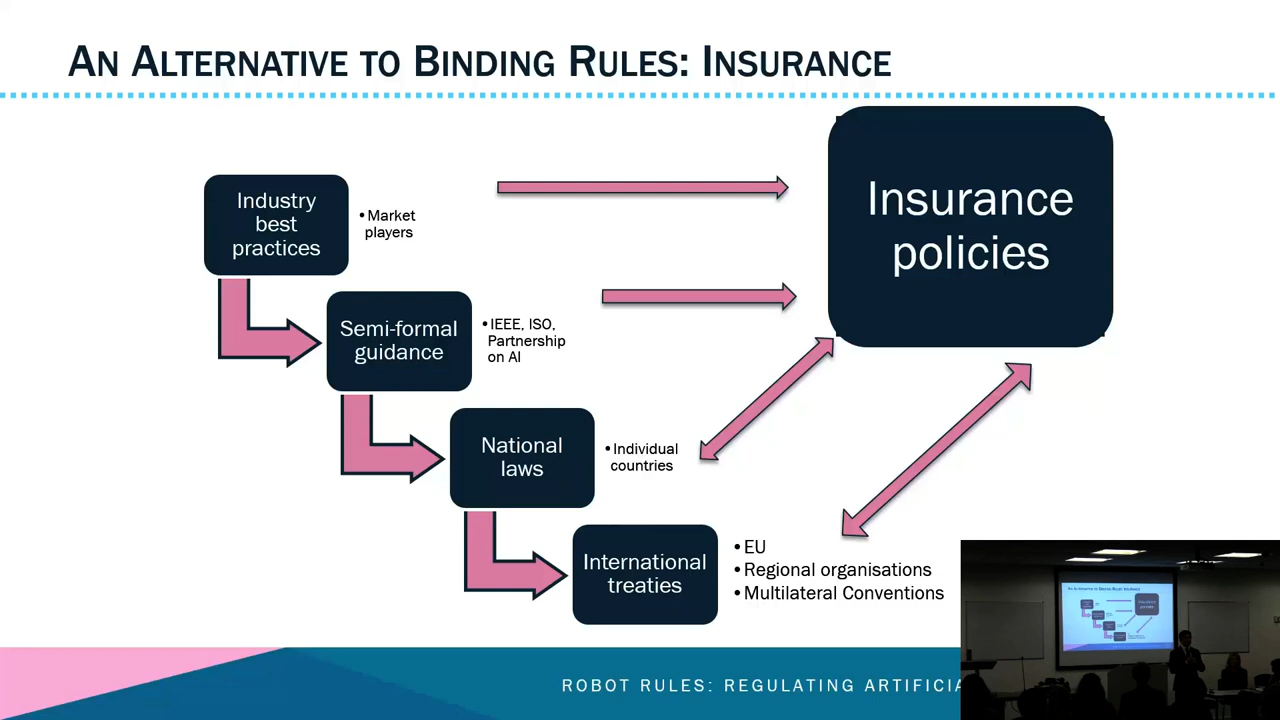 AN ALTERNATIVE TO BINDING RULES: INSURANCE
Insurance
policies
Industry
best
practices
•Market
players
Semi-formal
guidance
•IEEE, ISO,
Partnership
on AI
National
laws
•Individual
countries
International
treaties
•EU
•Regional organisations
•Multilateral Conventions
ROBOT RULES: REGULATING ARTIFICIA